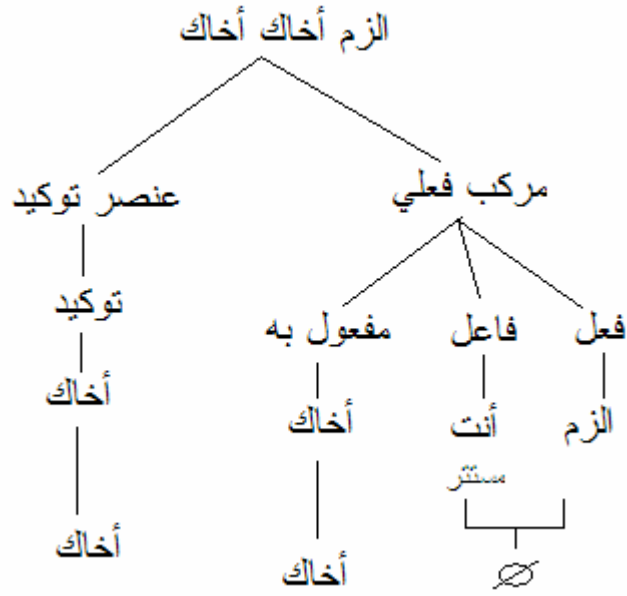 الزم أخاك أخاك
مركب فعلي عنصر توكيد
فعل فاعل مفعول به توكيد
الزم أنت أخاك أخاك
مستتر
∅ أخاك أخاك